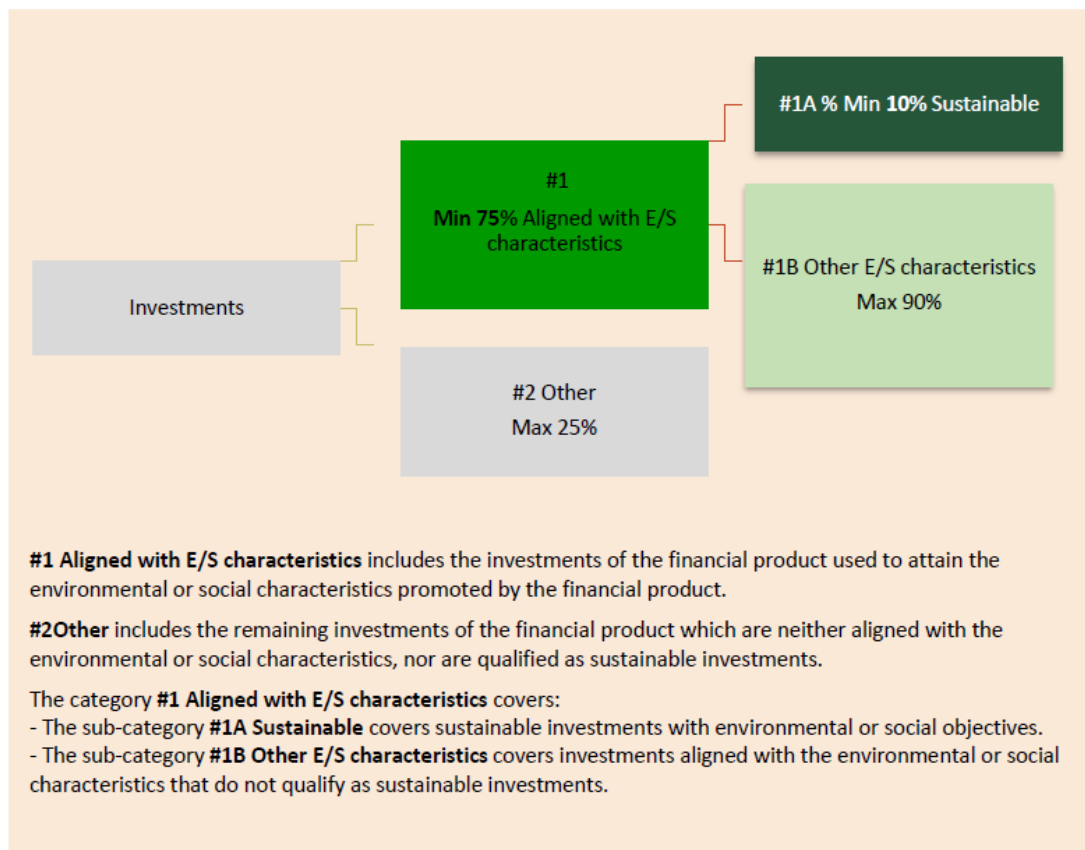 #1A % Min 10% Sustainable
#1
Min 75% Aligned with E/S
characteristics
#1B Other E/S characteristics
Max 90%
Investments
#2 Other
Max 25%
#1 Aligned with E/S characteristics includes the investments of the financial product used to attain the
environmental or social characteristics promoted by the financial product.
#2Other includes the remaining investments of the financial product which are neither aligned with the
environmental or social characteristics, nor are qualified as sustainable investments.
The category #1 Aligned with E/S characteristics covers:
- The sub-category #1A Sustainable covers sustainable investments with environmental or social objectives.
- The sub-category #1B Other E/S characteristics covers investments aligned with the environmental or social
characteristics that do not qualify as sustainable investments.